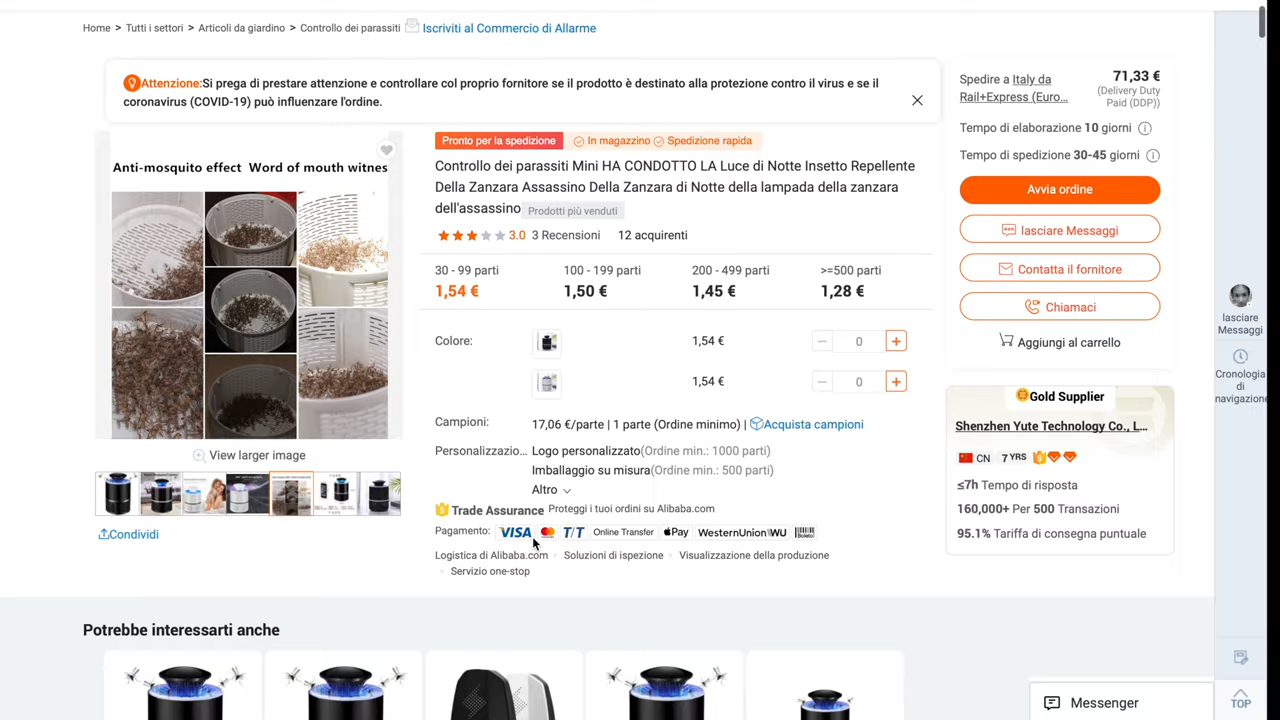 Home > Tutti i settori > Articoli da giardino > Controllo dei parassiti Iscriviti al Commercio di Allarme
Attenzione:Si prega di prestare attenzione e controllare col proprio fornitore se il prodotto è destinato alla protezione contro il virus e se il
coronavirus (COVID-19) può influenzare l'ordine.
Anti-mosquito effect Word of mouth witnes
View larger image
Condividi
Pronto per la spedizione In magazzino Spedizione rapida
Controllo dei parassiti Mini HA CONDOTTO LA Luce di Notte Insetto Repellente
Della Zanzara Assassino Della Zanzara di Notte della lampada della zanzara
dell'assassino Prodotti più venduti
3.0 3 Recensioni 12 acquirenti
30 - 99 parti 100 - 199 parti 200 - 499 parti >=500 parti
1,54 € 1,50 € 1,45 € 1,28 €
Colore: 1,54 € 0
1,54 € 0
Campioni: 17,06 €/parte | 1 parte (Ordine minimo) | Acquista campioni
Personalizzazio... Logo personalizzato(Ordine min.: 1000 parti)
Imballaggio su misura(Ordine min.: 500 parti)
Altro
Trade Assurance Proteggi i tuoi ordini su Alibaba.com
Pagamento: VISA T/T Online Transfer Pay WesternUnion WU Boleto
Logistica di Alibaba.com Soluzioni di ispezione Visualizzazione della produzione
Servizio one-stop
Spedire a Italy da
Rail+Express (Euro...
71,33 €
(Delivery Duty
Paid (DDP))
Tempo di elaborazione 10 giorni
Tempo di spedizione 30-45 giorni
Avvia ordine
lasciare Messaggi
Contatta il fornitore
Chiamaci
Aggiungi al carrello
Gold Supplier
Shenzhen Yute Technology Co., L...
CN 7 YRS
≤7h Tempo di risposta
160,000+ Per 500 Transazioni
95.1% Tariffa di consegna puntuale
lasciare
Messaggi
Cronologia
di
navigazione
Potrebbe interessarti anche
Messenger
TOP